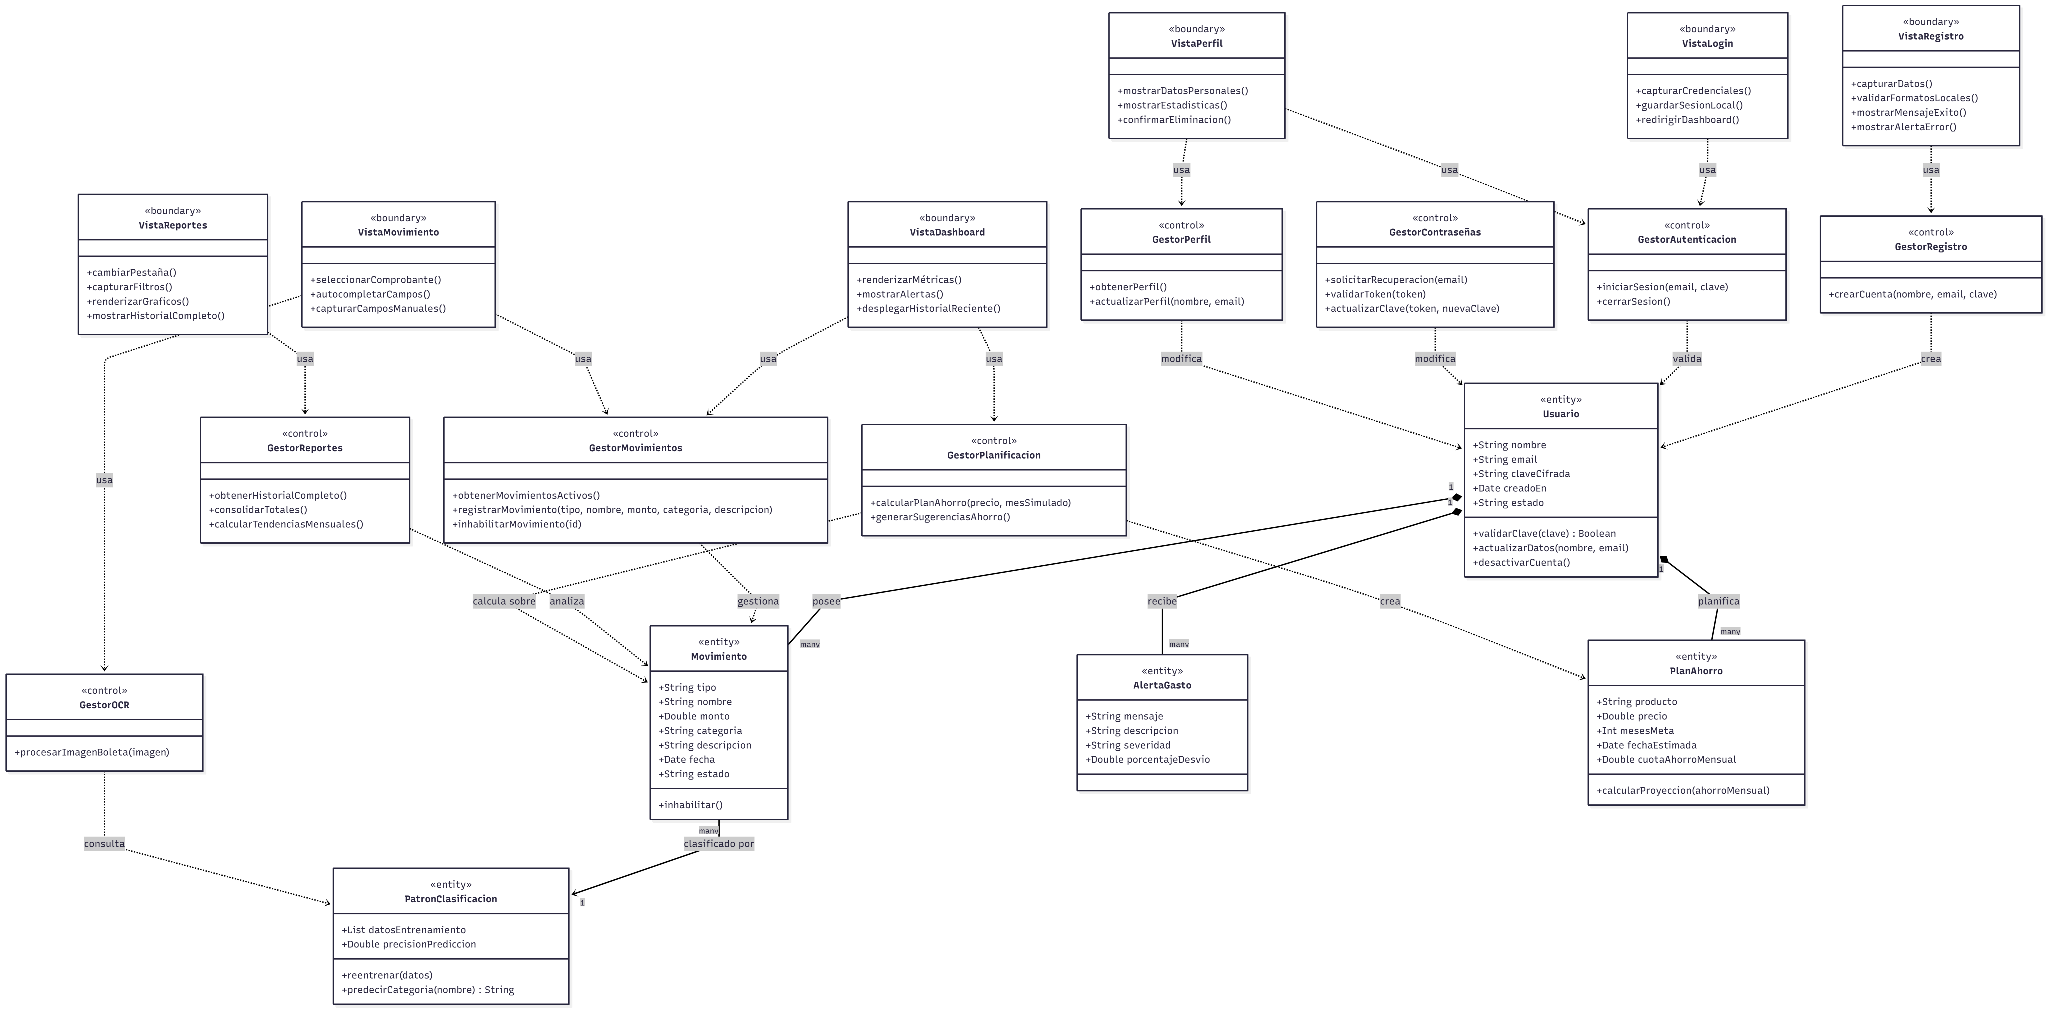 «boundary»
VistaPerfil
+mostrarDatosPersonales()
+mostrarEstadisticas()
+confirmarEliminacion()
«boundary»
VistaLogin
+capturarCredenciales()
+guardarSesionLocal()
+redirigirDashboard()
«boundary»
VistaRegistro
+capturarDatos()
+validarFormatosLocales()
+mostrarMensajeExito()
+mostrarAlertaError()
usa
usa
usa
usa
«boundary»
VistaReportes
+cambiarPestaña()
+capturarFiltros()
+renderizarGraficos()
+mostrarHistorialCompleto()
«boundary»
VistaMovimiento
+seleccionarComprobante()
+autocompletarCampos()
+capturarCamposManuales()
«boundary»
VistaDashboard
+renderizarMétricas()
+mostrarAlertas()
+desplegarHistorialReciente()
«control»
GestorPerfil
+obtenerPerfil()
+actualizarPerfil(nombre, email)
«control»
GestorContraseñas
+solicitarRecuperacion(email)
+validarToken(token)
+actualizarClave(token, nuevaClave)
«control»
GestorAutenticacion
+iniciarSesion(email, clave)
+cerrarSesion()
«control»
GestorRegistro
+crearCuenta(nombre, email, clave)
usa
usa
usa
usa
modifica
modifica
valida
crea
«control»
GestorReportes
+obtenerHistorialCompleto()
+consolidarTotales()
+calcularTendenciasMensuales()
«control»
GestorMovimientos
+obtenerMovimientosActivos()
+registrarMovimiento(tipo, nombre, monto, categoria, descripcion)
+inhabilitarMovimiento(id)
«control»
GestorPlanificacion
+calcularPlanAhorro(precio, mesSimulado)
+generarSugerenciasAhorro()
«entity»
Usuario
+String nombre
+String email
+String claveCifrada
+Date creadoEn
+String estado
+validarClave(clave) : Boolean
+actualizarDatos(nombre, email)
+desactivarCuenta()
usa
1
1
1
calcula sobre
analiza
gestiona
posee
recibe
crea
planifica
many
many
many
«control»
GestorOCR
+procesarImagenBoleta(imagen)
«entity»
Movimiento
+String tipo
+String nombre
+Double monto
+String categoria
+String descripcion
+Date fecha
+String estado
+inhabilitar()
«entity»
AlertaGasto
+String mensaje
+String descripcion
+String severidad
+Double porcentajeDesvio
«entity»
PlanAhorro
+String producto
+Double precio
+Int mesesMeta
+Date fechaEstimada
+Double cuotaAhorroMensual
+calcularProyeccion(ahorroMensual)
many
consulta
clasificado por
1
«entity»
PatronClasificacion
+List datosEntrenamiento
+Double precisionPrediccion
+reentrenar(datos)
+predecirCategoria(nombre) : String